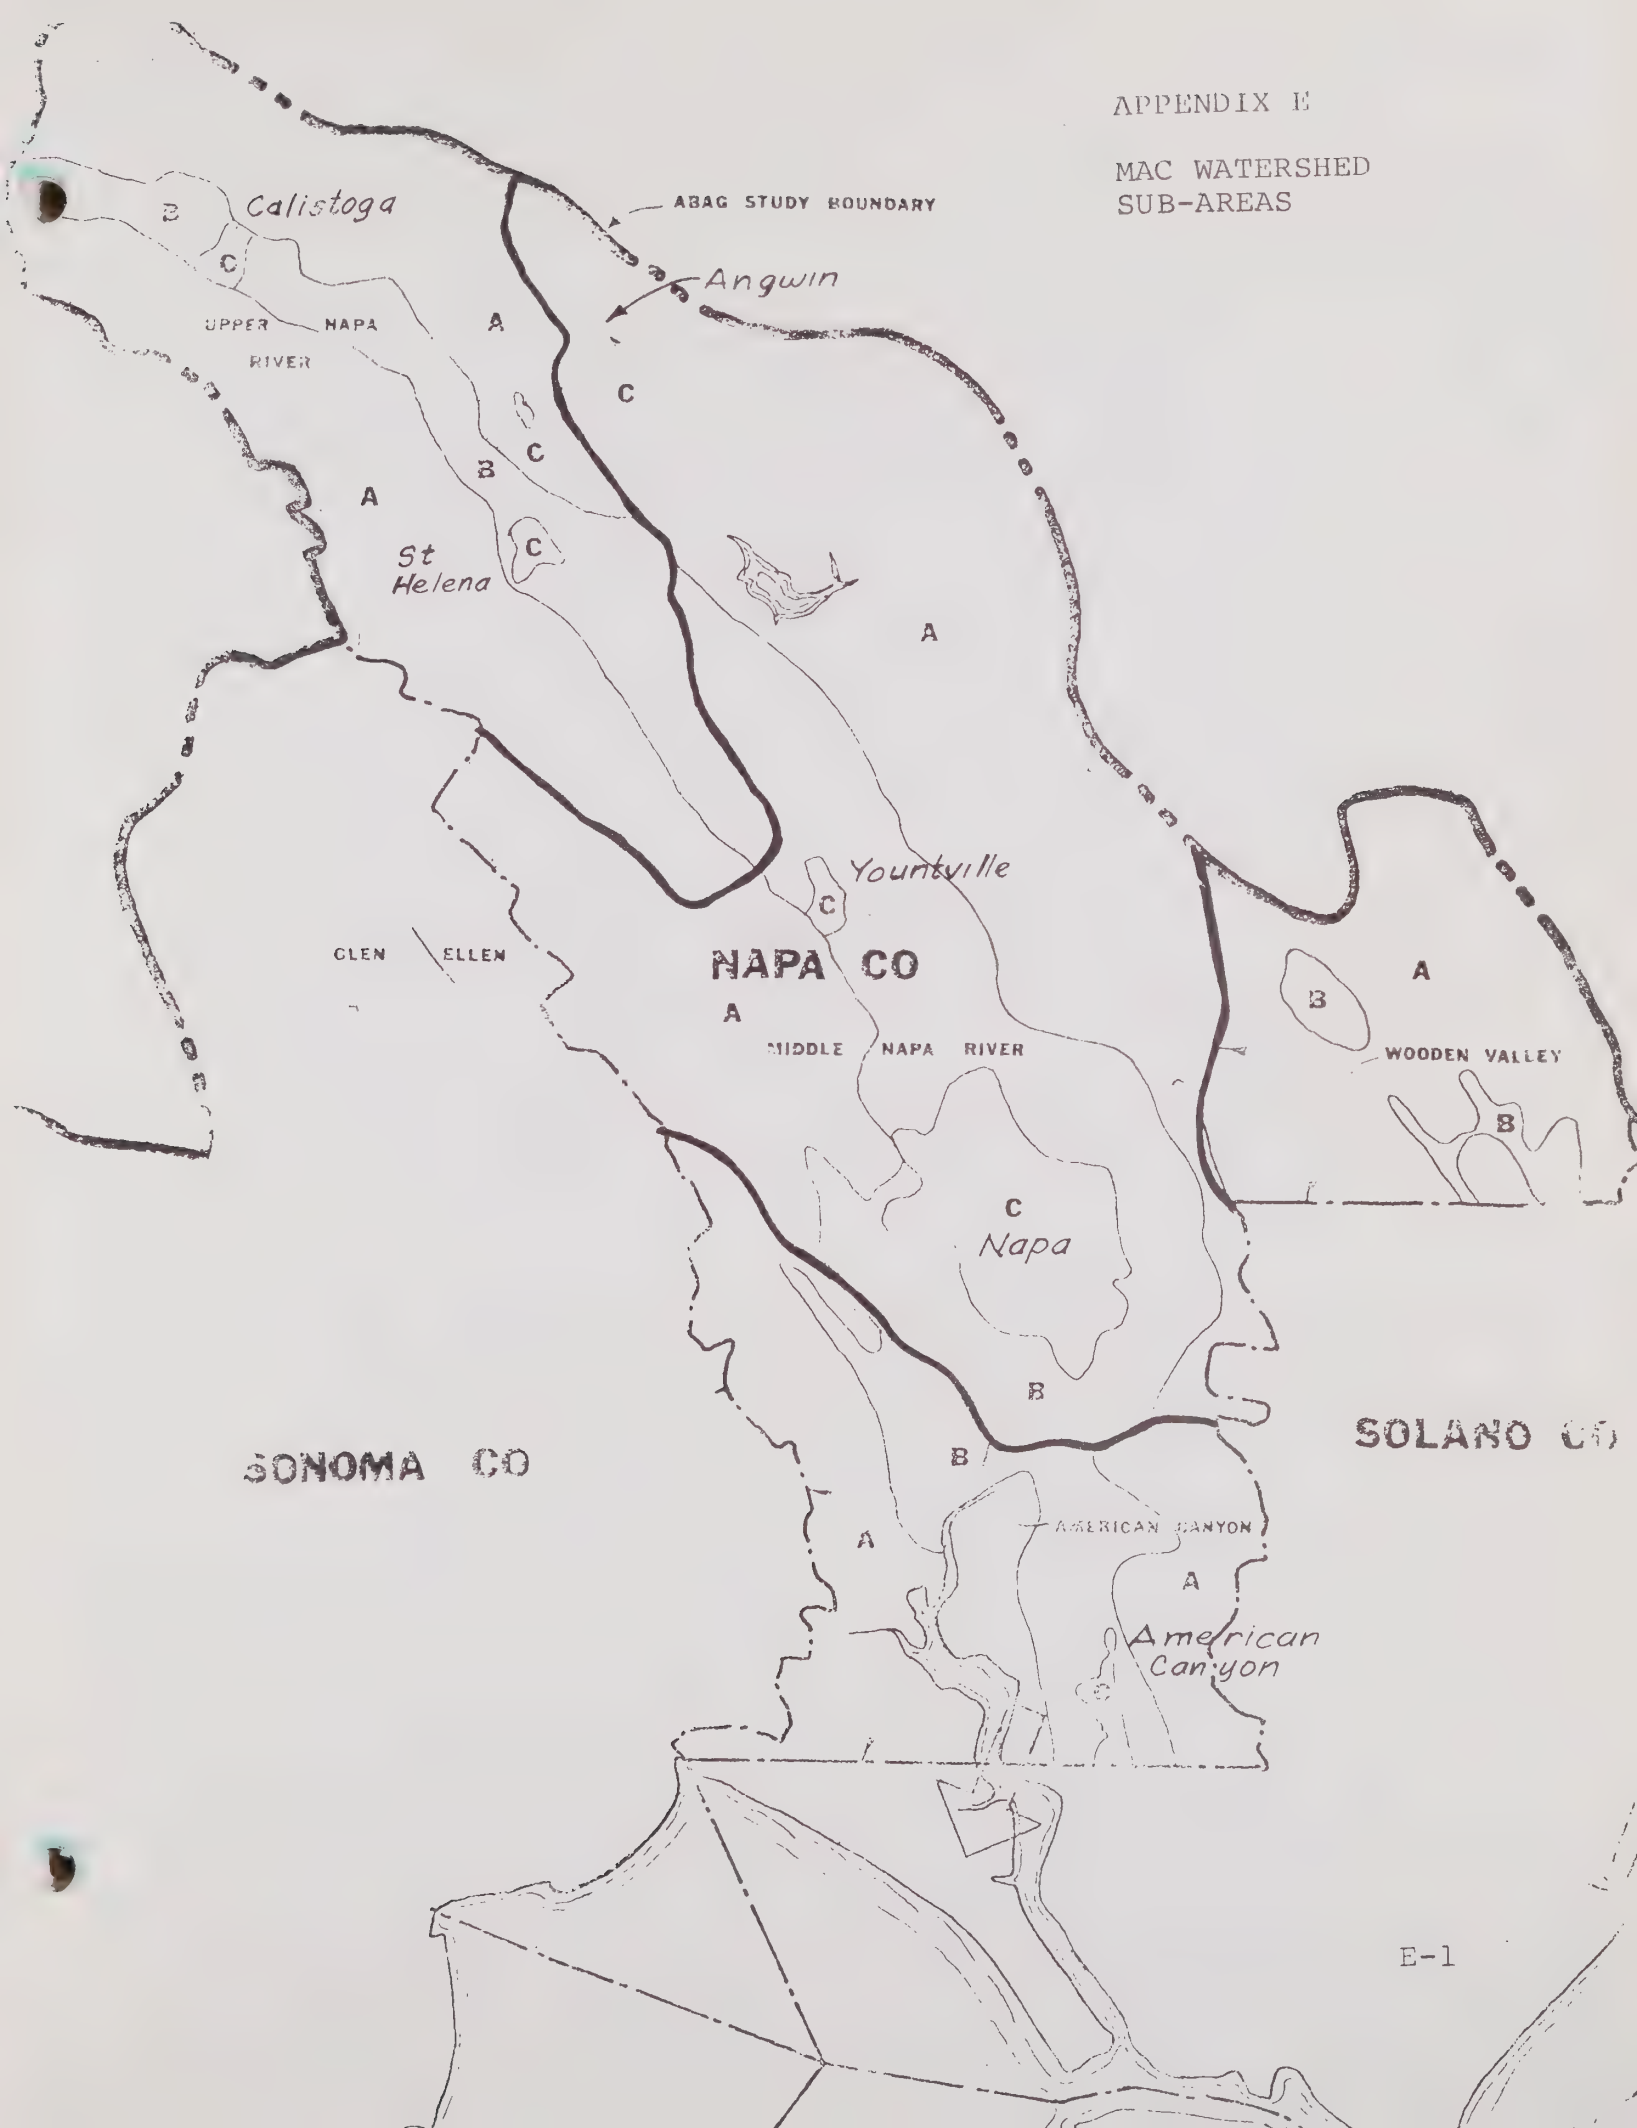 APPENDIX E
MAC WATERSHED
SUB-AREAS
ABAG STUDY BOUNDARY
B
Calistoga
C
Angwin
UPPER NAPA
RIVER
A
C
C
B
A
St
Helena
C
A
Yountville
C
GLEN ELLEN
NAPA CO
A
A
B
MIDDLE NAPA RIVER
WOODEN VALLEY
B
C
Napa
B
SONOMA CO
B
SOLANO CO
AMERICAN CANYON
A
A
American
Canyon
E-1